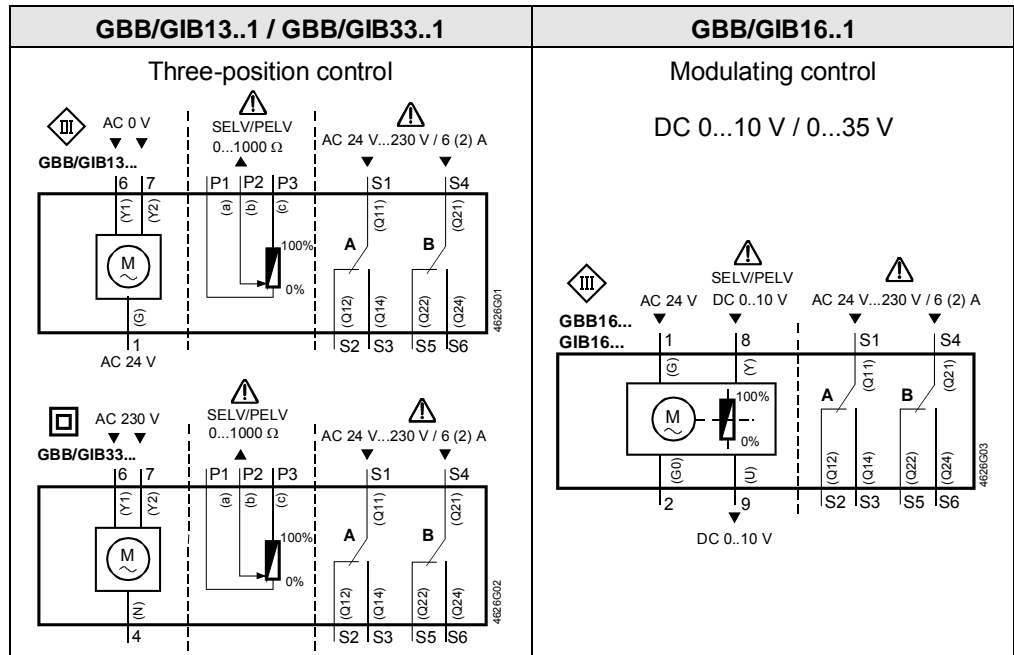 GBB/GIB13..1 / GBB/GIB33..1
Three-position control
III
AC 0 V
SELV/PELV
0...1000 Ω
AC 24 V...230 V / 6 (2) A
GBB/GIB13...
6 7 P1 P2 P3 S1 S4
(Y1) (Y2) (a) (b) (c) (Q11) (Q21)
M
100%
0%
A B
(G)
(Q12) (Q14) (Q22) (Q24)
1
S2 S3 S5 S6
AC 24 V
4626G01
AC 230 V
SELV/PELV
0...1000 Ω
AC 24 V...230 V / 6 (2) A
GBB/GIB33...
6 7 P1 P2 P3 S1 S4
(Y1) (Y2) (a) (b) (c) (Q11) (Q21)
M
100%
0%
A B
(N)
(Q12) (Q14) (Q22) (Q24)
4
S2 S3 S5 S6
4626G02
GBB/GIB16..1
Modulating control
DC 0...10 V / 0...35 V
III
SELV/PELV
AC 24 V DC 0..10 V AC 24 V...230 V / 6 (2) A
GBB16...
GIB16...
1 8 S1 S4
(G) (Y) (Q11) (Q21)
M
100%
0%
A B
(G0) (U) (Q12) (Q14) (Q22) (Q24)
2 9 S2 S3 S5 S6
DC 0..10 V
4626G03